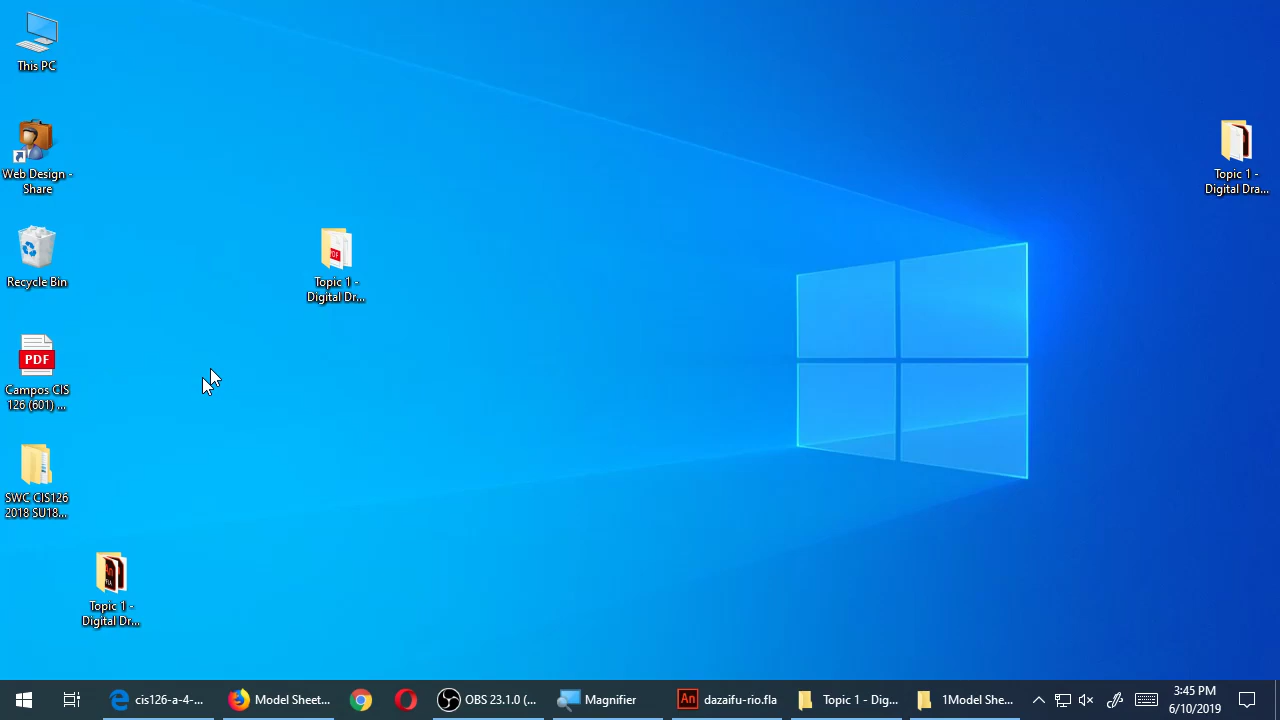 This PC
Web Design -
Share
Recycle Bin
PDF
Campos CIS
126 (601) ...
SWC CIS126
2018 SU18...
Topic 1 -
Digital Dr...
PDF
Topic 1 -
Digital Dr...
Topic 1 -
Digital Dra...
cis126-a-4-...
Model Sheet...
OBS 23.1.0 (...
Magnifier
An
dazaifu-rio.fla
Topic 1 - Dig...
1Model She...
3:45 PM
6/10/2019